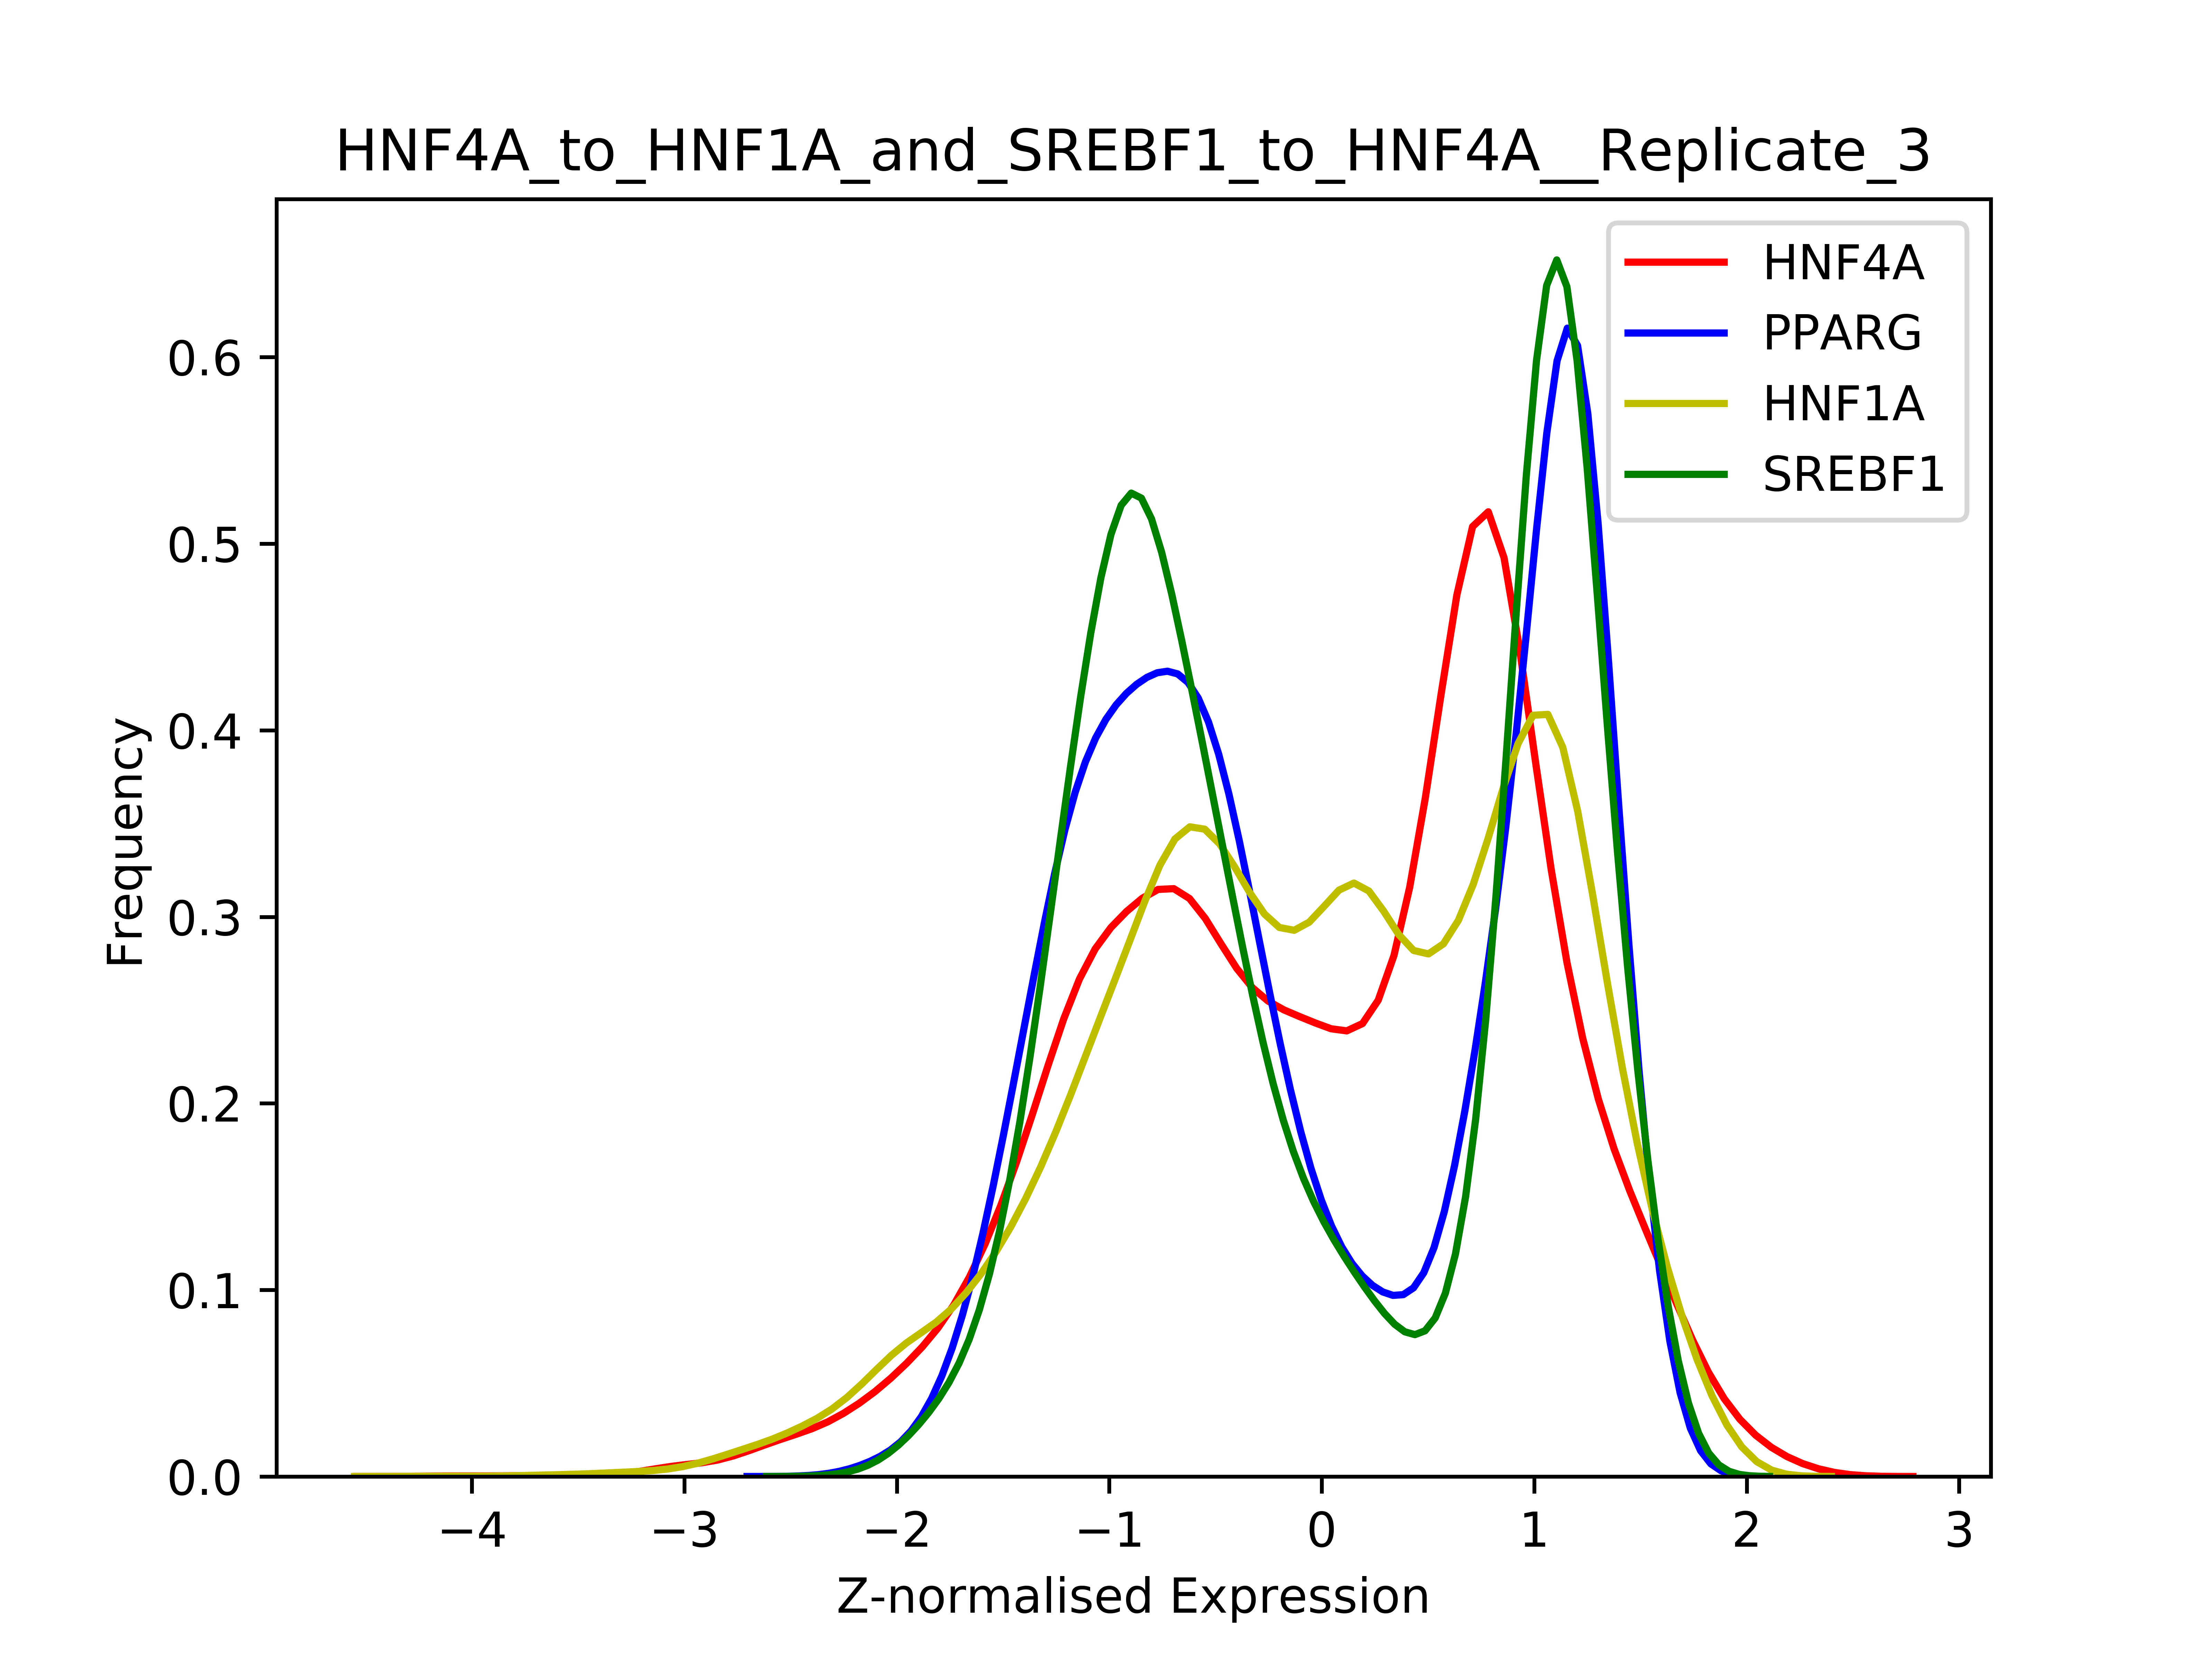 HNF4A_to_HNF1A_and_SREBF1_to_HNF4A__Replicate_3
HNF4A
PPARG
HNF1A
SREBF1
Frequency
0.6
0.5
0.4
0.3
0.2
0.1
0.0
−4 −3 −2 −1 0 1 2 3
Z-normalised Expression